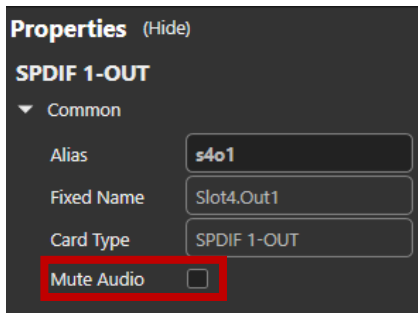 Properties (Hide)
SPDIF 1-OUT
Common
Alias s4o1
Fixed Name Slot4.Out1
Card Type SPDIF 1-OUT
Mute Audio